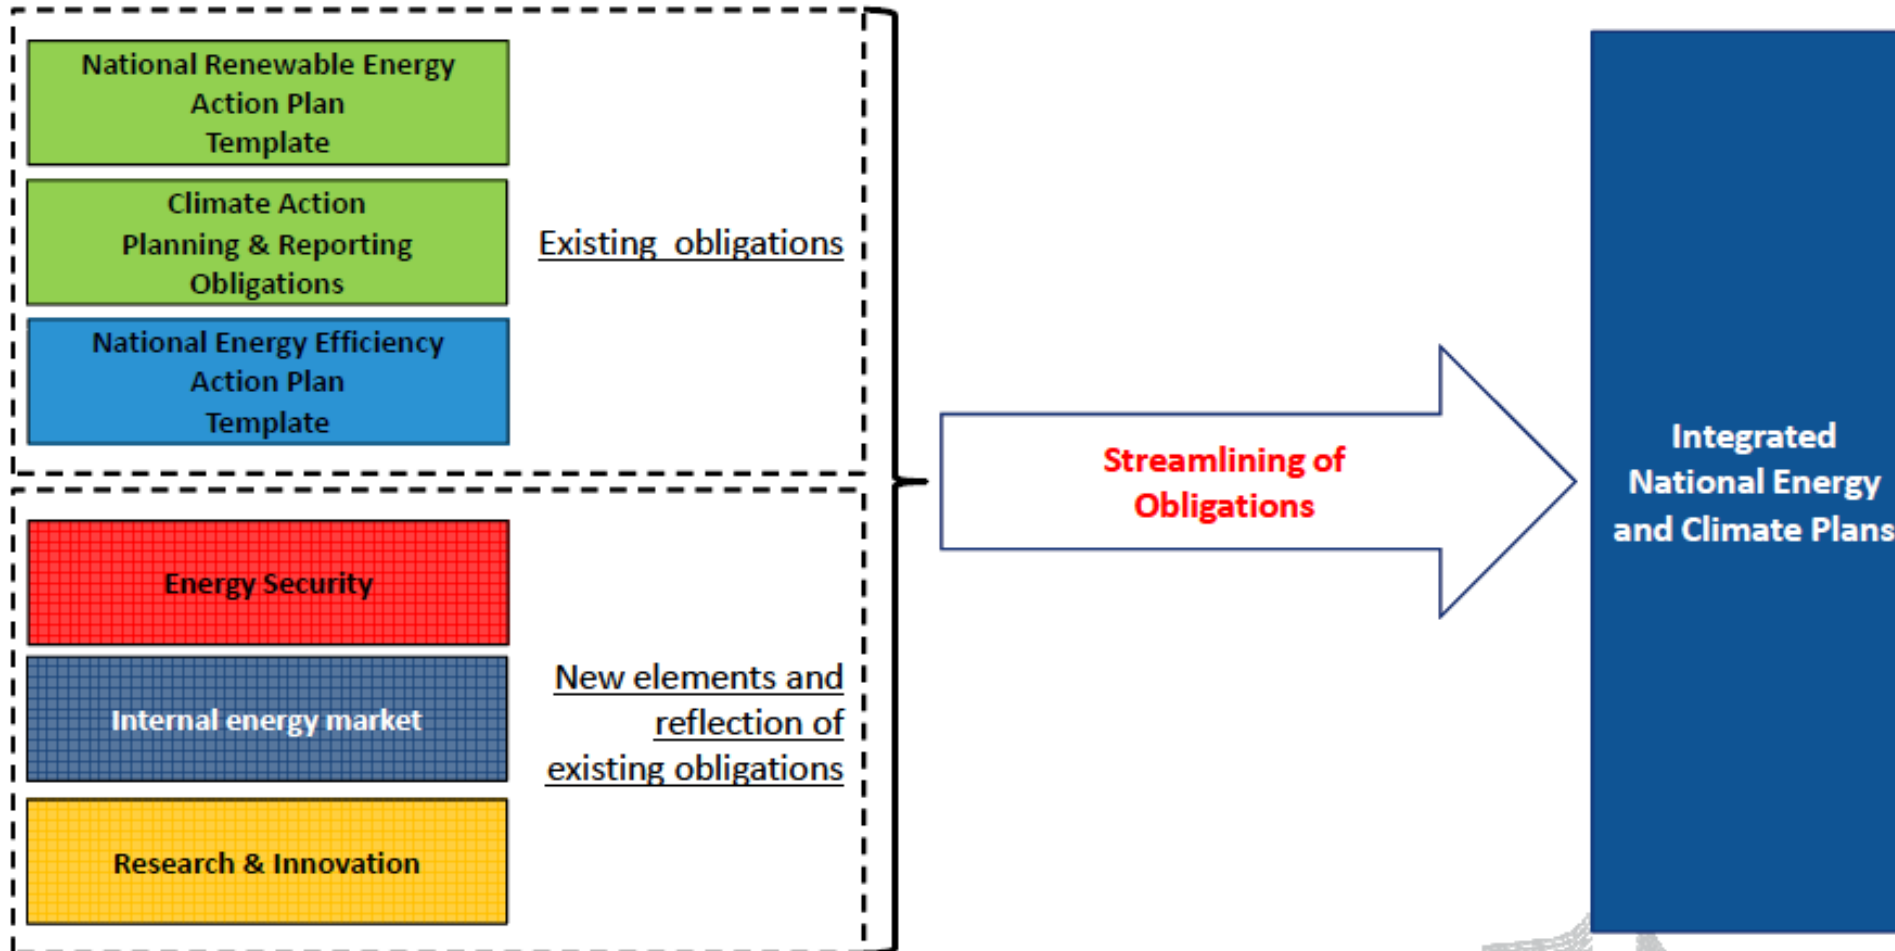 National Renewable Energy
Action Plan
Template
Climate Action
Planning & Reporting
Obligations
National Energy Efficiency
Action Plan
Template
Existing obligations
Energy Security
Internal energy market
Research & Innovation
New elements and
reflection of
existing obligations
Streamlining of
Obligations
Integrated
National Energy
and Climate Plans